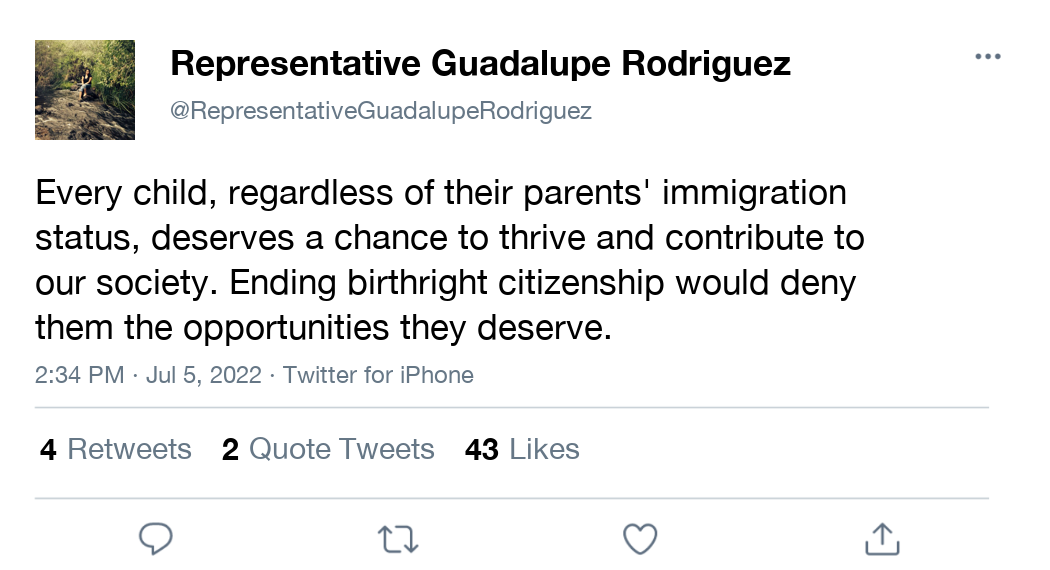 Representative Guadalupe Rodriguez
@RepresentativeGuadalupeRodriguez
Every child, regardless of their parents' immigration
status, deserves a chance to thrive and contribute to
our society. Ending birthright citizenship would deny
them the opportunities they deserve.
2:34 PM · Jul 5, 2022 · Twitter for iPhone
4 Retweets 2 Quote Tweets 43 Likes